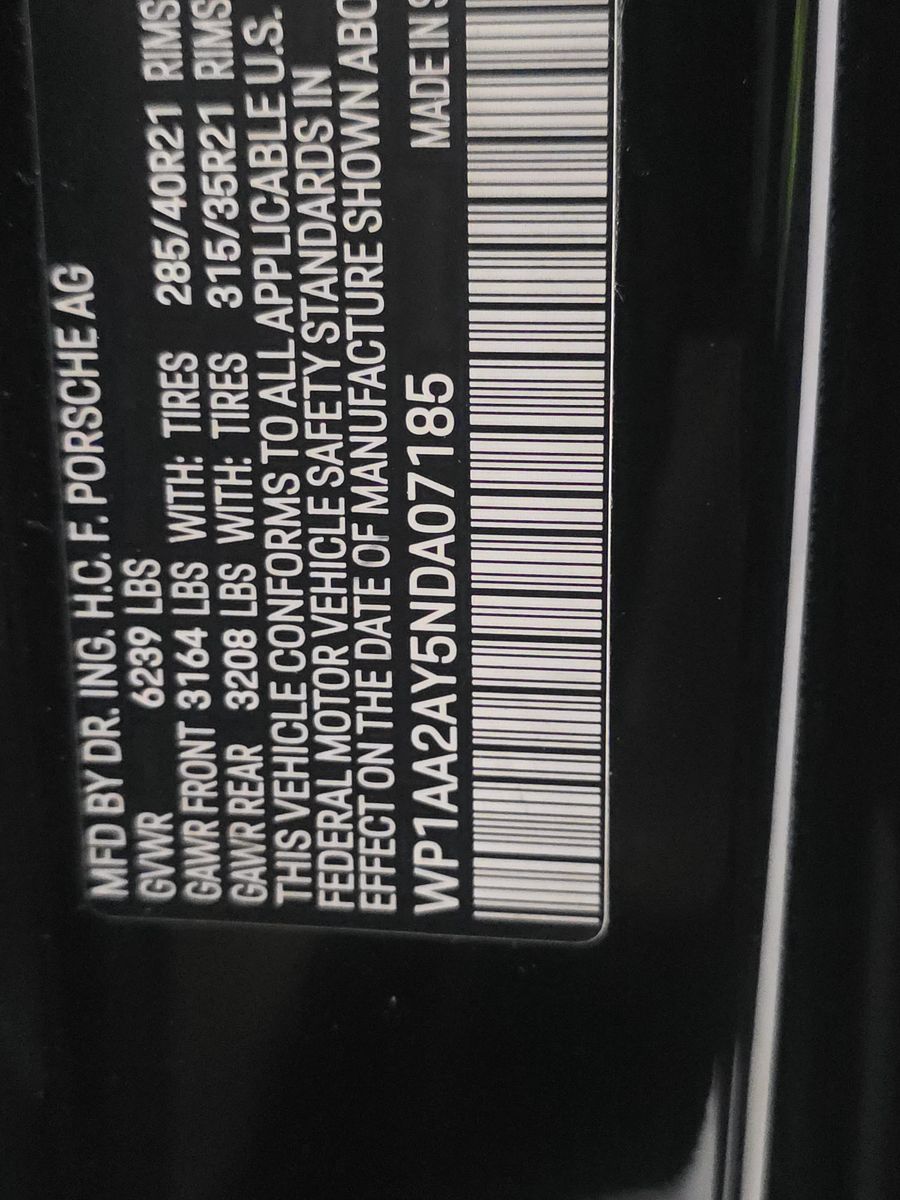 MFD BY DR. ING. H.C. F. PORSCHE AG
GVWR 6239 LBS
GAWR FRONT 3164 LBS WITH: TIRES 285/40R21 RIMS
GAWR REAR 3208 LBS WITH: TIRES 315/35R21 RIMS
THIS VEHICLE CONFORMS TO ALL APPLICABLE U.S.
FEDERAL MOTOR VEHICLE SAFETY STANDARDS IN
EFFECT ON THE DATE OF MANUFACTURE SHOWN ABO
WP1AA2AY5NDA07185 MADE IN S